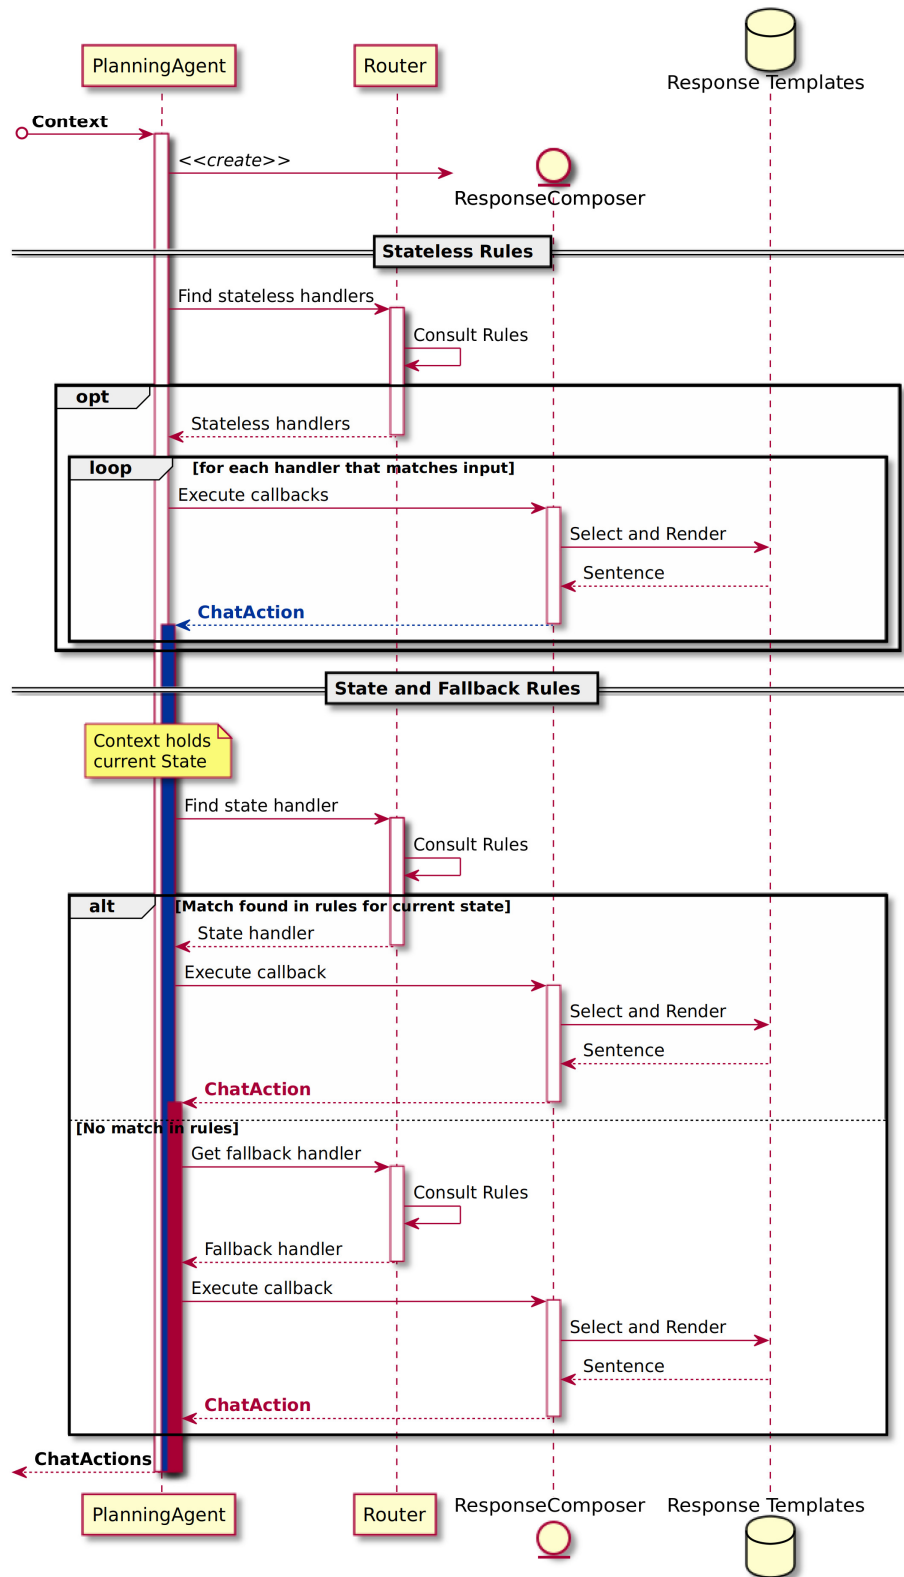 PlanningAgent
Router
Response Templates
Context
<<create>>
ResponseComposer
Stateless Rules
Find stateless handlers
Consult Rules
opt
Stateless handlers
loop
[for each handler that matches input]
Execute callbacks
Select and Render
Sentence
ChatAction
State and Fallback Rules
Context holds
current State
Find state handler
Consult Rules
alt
[Match found in rules for current state]
State handler
Execute callback
Select and Render
Sentence
ChatAction
[No match in rules]
Get fallback handler
Consult Rules
Fallback handler
Execute callback
Select and Render
Sentence
ChatAction
ChatActions
PlanningAgent
Router
ResponseComposer
Response Templates